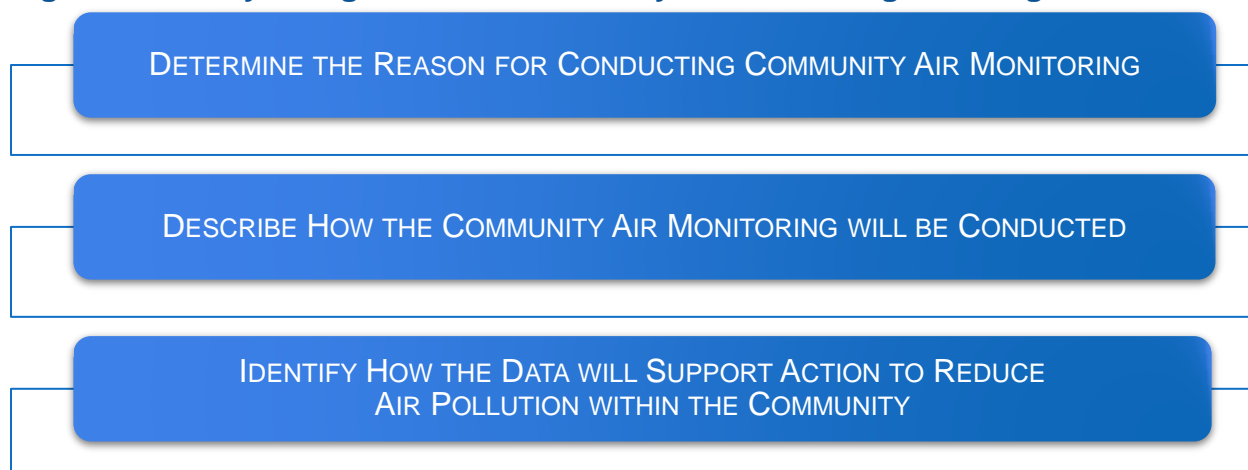 DETERMINE THE REASON FOR CONDUCTING COMMUNITY AIR MONITORING
DESCRIBE HOW THE COMMUNITY AIR MONITORING WILL BE CONDUCTED
IDENTIFY HOW THE DATA WILL SUPPORT ACTION TO REDUCE
AIR POLLUTION WITHIN THE COMMUNITY